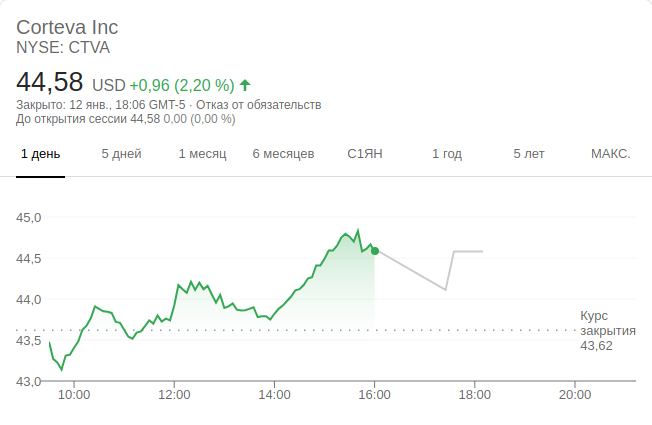 Corteva Inc
NYSE: CTVA
44,58 USD +0,96 (2,20 %)
Закрыто: 12 янв., 18:06 GMT-5 · Отказ от обязательств
До открытия сессии 44,58 0,00 (0,00 %)
1 день 5 дней 1 месяц 6 месяцев С1ЯН 1 год 5 лет МАКС.
45,0
44,5
44,0
Курс
закрытия
43,62
43,5
43,0
10:00 12:00 14:00 16:00 18:00 20:00